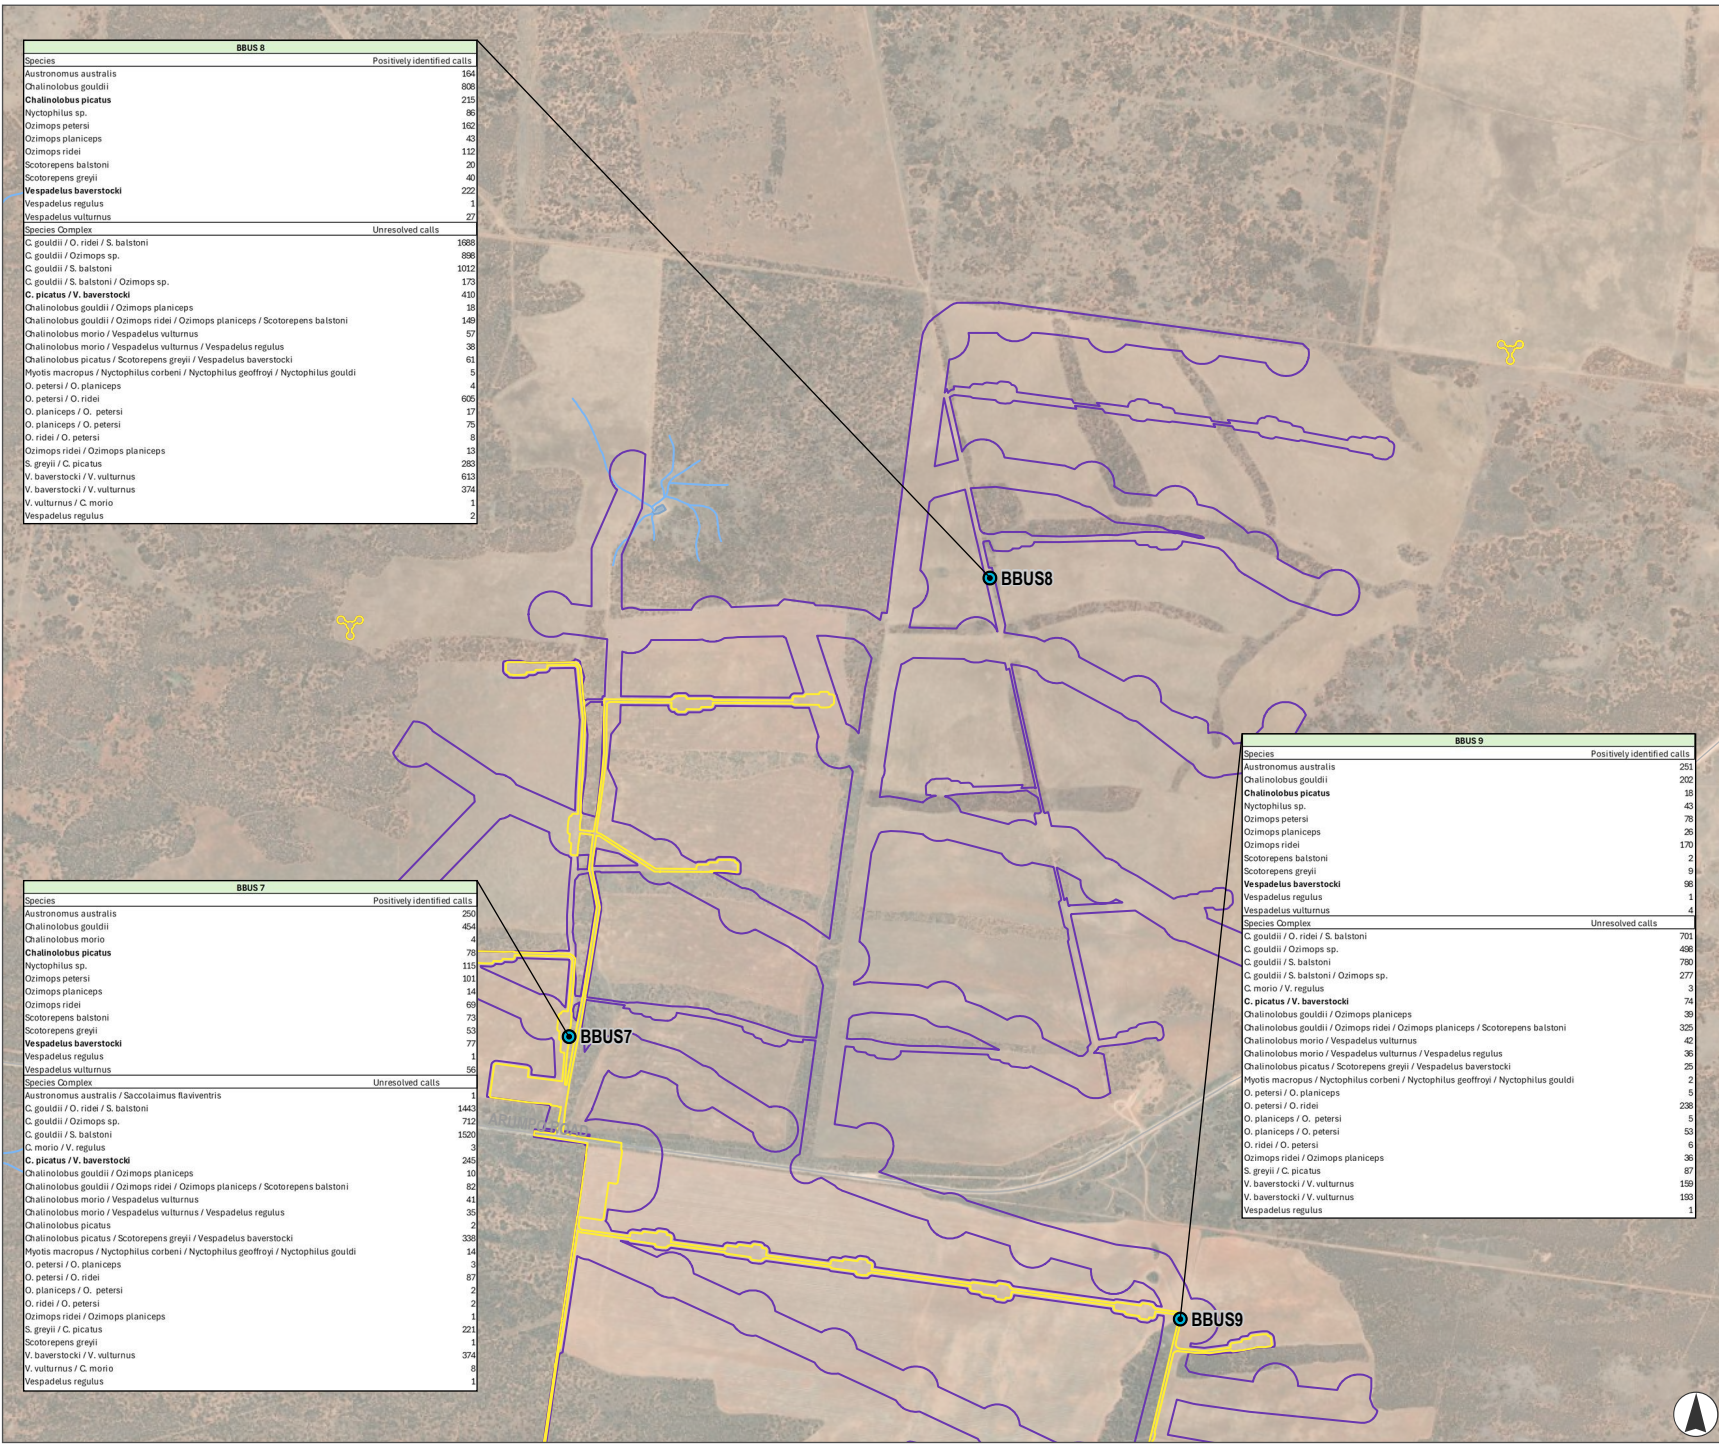 BBUS 8
Species Positively identified calls
Austronomus australis 164
Chalinolobus gouldii 808
Chalinolobus picatus 215
Nyctophilus sp. 86
Ozimops petersi 162
Ozimops planiceps 43
Ozimops ridei 112
Scotorepens balstoni 20
Scotorepens greyii 40
Vespadelus baverstocki 222
Vespadelus regulus 1
Vespadelus vulturnus 27
Species Complex Unresolved calls
C. gouldii / O. ridei / S. balstoni 1688
C. gouldii / Ozimops sp. 898
C. gouldii / S. balstoni 1012
C. gouldii / S. balstoni / Ozimops sp. 173
C. picatus / V. baverstocki 410
Chalinolobus gouldii / Ozimops planiceps 18
Chalinolobus gouldii / Ozimops ridei / Ozimops planiceps / Scotorepens balstoni 149
Chalinolobus morio / Vespadelus vulturnus 57
Chalinolobus morio / Vespadelus vulturnus / Vespadelus regulus 38
Chalinolobus picatus / Scotorepens greyii / Vespadelus baverstocki 61
Myotis macropus / Nyctophilus corbeni / Nyctophilus geoffroyi / Nyctophilus gouldi 5
O. petersi / O. planiceps 4
O. petersi / O. ridei 605
O. planiceps / O. petersi 17
O. planiceps / O. petersi 75
O. ridei / O. petersi 8
Ozimops ridei / Ozimops planiceps 13
S. greyii / C. picatus 283
V. baverstocki / V. vulturnus 613
V. baverstocki / V. vulturnus 374
V. vulturnus / C. morio 1
Vespadelus regulus 2
BBUS8
BBUS 9
Species Positively identified calls
Austronomus australis 251
Chalinolobus gouldii 202
Chalinolobus picatus 18
Nyctophilus sp. 43
Ozimops petersi 78
Ozimops planiceps 26
Ozimops ridei 170
Scotorepens balstoni 2
Scotorepens greyii 9
Vespadelus baverstocki 98
Vespadelus regulus 1
Vespadelus vulturnus 4
Species Complex Unresolved calls
C. gouldii / O. ridei / S. balstoni 701
C. gouldii / Ozimops sp. 498
C. gouldii / S. balstoni 780
C. gouldii / S. balstoni / Ozimops sp. 277
C. morio / V. regulus 3
C. picatus / V. baverstocki 74
Chalinolobus gouldii / Ozimops planiceps 39
Chalinolobus gouldii / Ozimops ridei / Ozimops planiceps / Scotorepens balstoni 325
Chalinolobus morio / Vespadelus vulturnus 42
Chalinolobus morio / Vespadelus vulturnus / Vespadelus regulus 36
Chalinolobus picatus / Scotorepens greyii / Vespadelus baverstocki 25
Myotis macropus / Nyctophilus corbeni / Nyctophilus geoffroyi / Nyctophilus gouldi 2
O. petersi / O. planiceps 5
O. petersi / O. ridei 238
O. planiceps / O. petersi 5
O. planiceps / O. petersi 53
O. ridei / O. petersi 6
Ozimops ridei / Ozimops planiceps 36
S. greyii / C. picatus 87
V. baverstocki / V. vulturnus 159
V. baverstocki / V. vulturnus 193
Vespadelus regulus 1
BBUS 7
Species Positively identified calls
Austronomus australis 250
Chalinolobus gouldii 454
Chalinolobus morio 4
Chalinolobus picatus 78
Nyctophilus sp. 115
Ozimops petersi 101
Ozimops planiceps 14
Ozimops ridei 69
Scotorepens balstoni 73
Scotorepens greyii 53
Vespadelus baverstocki 77
Vespadelus regulus 1
Vespadelus vulturnus 56
Species Complex Unresolved calls
Austronomus australis / Saccolaimus flaviventris 1
C. gouldii / O. ridei / S. balstoni 1443
C. gouldii / Ozimops sp. 712
C. gouldii / S. balstoni 1520
C. morio / V. regulus 3
C. picatus / V. baverstocki 245
Chalinolobus gouldii / Ozimops planiceps 10
Chalinolobus gouldii / Ozimops ridei / Ozimops planiceps / Scotorepens balstoni 82
Chalinolobus morio / Vespadelus vulturnus 41
Chalinolobus morio / Vespadelus vulturnus / Vespadelus regulus 35
Chalinolobus picatus 2
Chalinolobus picatus / Scotorepens greyii / Vespadelus baverstocki 338
Myotis macropus / Nyctophilus corbeni / Nyctophilus geoffroyi / Nyctophilus gouldi 14
O. petersi / O. planiceps 3
O. petersi / O. ridei 87
O. planiceps / O. petersi 2
O. ridei / O. petersi 2
Ozimops ridei / Ozimops planiceps 1
S. greyii / C. picatus 221
Scotorepens greyii 1
V. baverstocki / V. vulturnus 374
V. vulturnus / C. morio 8
Vespadelus regulus 1
BBUS7
BBUS9